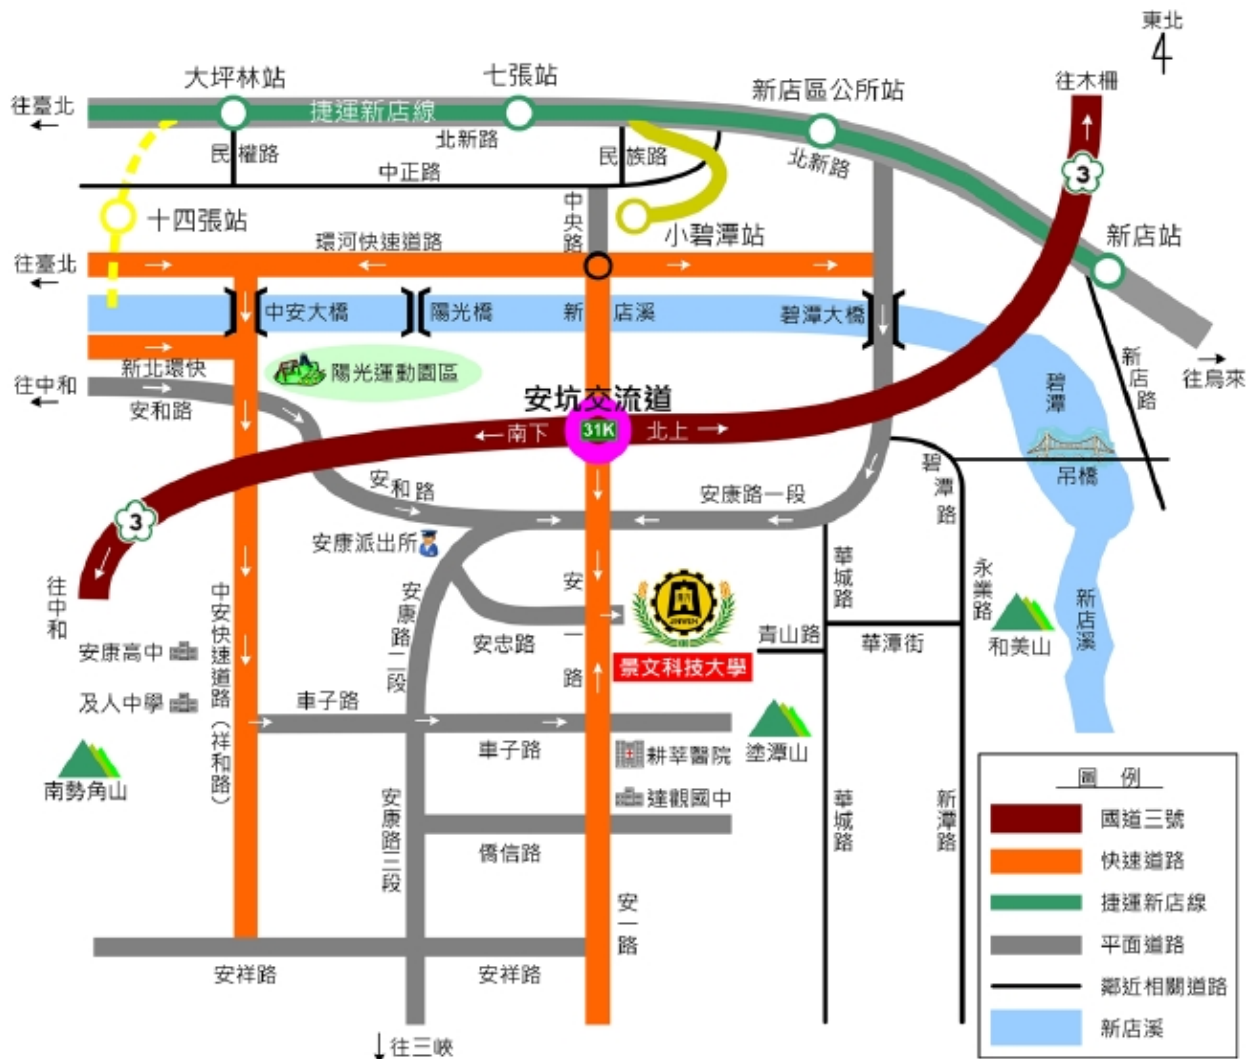 東北
往木柵
大坪林站
七張站
新店區公所站
往臺北
捷運新店線
北新路
民權路
民族路
北新路
中正路
3
十四張站
中央路
小碧潭站
新店站
環河快速道路
往臺北
中安大橋
陽光橋
新店溪
碧潭大橋
新北環快
陽光運動園區
往中和
安和路
安坑交流道
31K
南下
北上
碧潭
新店路
往烏來
吊橋
碧潭路
安和路
安康路一段
3
安康派出所
往中和
中安快速道路（祥和路）
安康路二段
安一路
華城路
永業路
新店溪
JINWEN
景文科技大學
安忠路
青山路
華潭街
和美山
安康高中
及人中學
車子路
車子路
耕莘醫院
塗潭山
南勢角山
達觀國中
安康路三段
僑信路
華城路
新潭路
安一路
安祥路
安祥路
往三峽
圖例
國道三號
快速道路
捷運新店線
平面道路
鄰近相關道路
新店溪